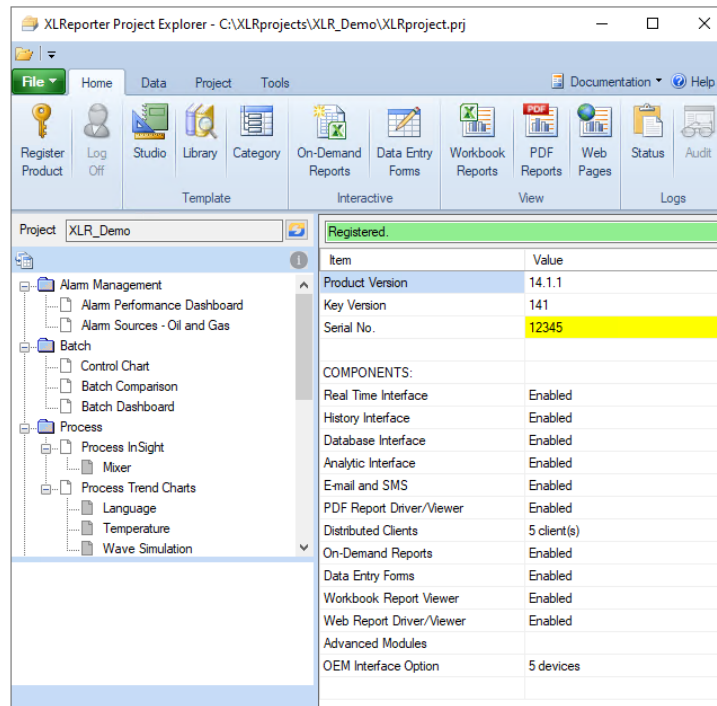 XLReporter Project Explorer - C:\XLRprojects\XLR_Demo\XLRproject.prj
File Home Data Project Tools Documentation Help
Register Product Log Off Studio Library Category On-Demand Reports Data Entry Forms Workbook Reports PDF Reports Web Pages Status Audit
Template Interactive View Logs
Project XLR_Demo
Alarm Management
Alarm Performance Dashboard
Alarm Sources - Oil and Gas
Batch
Control Chart
Batch Comparison
Batch Dashboard
Process
Process InSight
Mixer
Process Trend Charts
Language
Temperature
Wave Simulation
Registered.
Item Value
Product Version 14.1.1
Key Version 141
Serial No. 12345
COMPONENTS:
Real Time Interface Enabled
History Interface Enabled
Database Interface Enabled
Analytic Interface Enabled
E-mail and SMS Enabled
PDF Report Driver/Viewer Enabled
Distributed Clients 5 client(s)
On-Demand Reports Enabled
Data Entry Forms Enabled
Workbook Report Viewer Enabled
Web Report Driver/Viewer Enabled
Advanced Modules
OEM Interface Option 5 devices